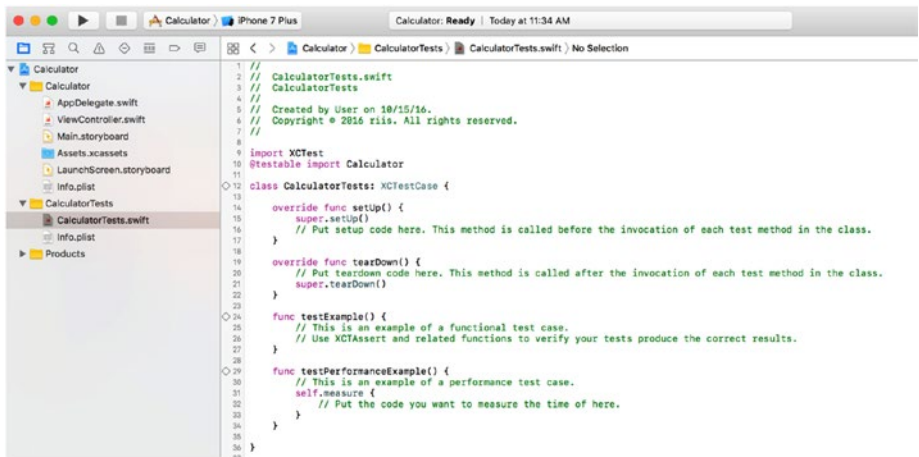 Calculator
iPhone 7 Plus
Calculator: Ready | Today at 11:34 AM
Calculator
CalculatorTests
CalculatorTests.swift
No Selection
Calculator
Calculator
AppDelegate.swift
ViewController.swift
Main.storyboard
Assets.xcassets
LaunchScreen.storyboard
Info.plist
CalculatorTests
CalculatorTests.swift
Info.plist
Products
1 //
2 // CalculatorTests.swift
3 // CalculatorTests
4 //
5 // Created by User on 10/15/16.
6 // Copyright © 2016 riis. All rights reserved.
7 //
8
9 import XCTest
10 @testable import Calculator
11
12 class CalculatorTests: XCTestCase {
13
14 override func setUp() {
15 super.setUp()
16 // Put setup code here. This method is called before the invocation of each test method in the class.
17 }
18
19 override func tearDown() {
20 // Put teardown code here. This method is called after the invocation of each test method in the class.
21 super.tearDown()
22 }
23
24 func testExample() {
25 // This is an example of a functional test case.
26 // Use XCTAssert and related functions to verify your tests produce the correct results.
27 }
28
29 func testPerformanceExample() {
30 // This is an example of a performance test case.
31 self.measure {
32 // Put the code you want to measure the time of here.
33 }
34 }
35
36 }